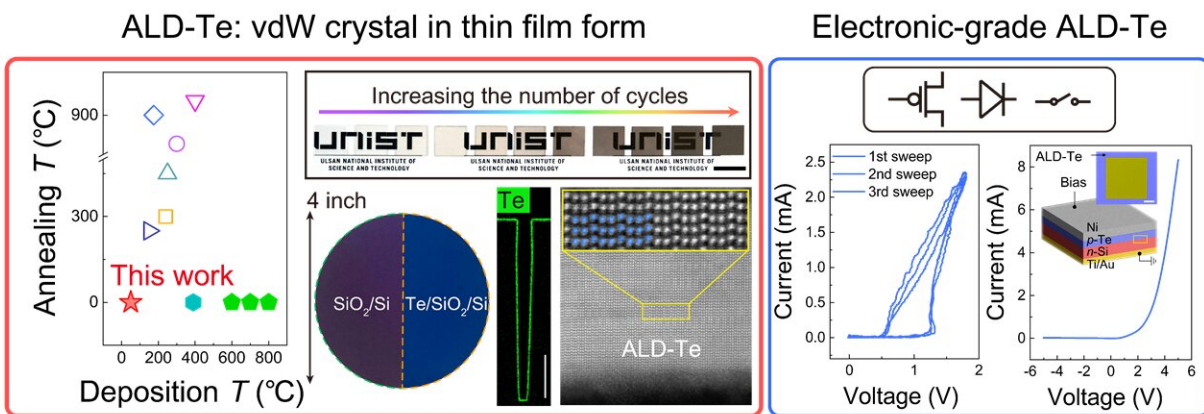 ALD-Te: vdW crystal in thin film form
Electronic-grade ALD-Te
Annealing T (°C)
900
300
0
This work
0 200 400 600 800
Deposition T (°C)
Increasing the number of cycles
UNIST UNIST UNIST
ULSAN NATIONAL INSTITUTE OF
SCIENCE AND TECHNOLOGY
ULSAN NATIONAL INSTITUTE OF
SCIENCE AND TECHNOLOGY
ULSAN NATIONAL INSTITUTE OF
SCIENCE AND TECHNOLOGY
4 inch
SiO2/Si
Te/SiO2/Si
Te
ALD-Te
Current (mA)
2.5
2.0
1.5
1.0
0.5
0.0
1st sweep
2nd sweep
3rd sweep
0 1 2
Voltage (V)
Current (mA)
8
6
4
2
0
ALD-Te
Bias
Ni
p-Te
n-Si
Ti/Au
-6 -4 -2 0 2 4 6
Voltage (V)